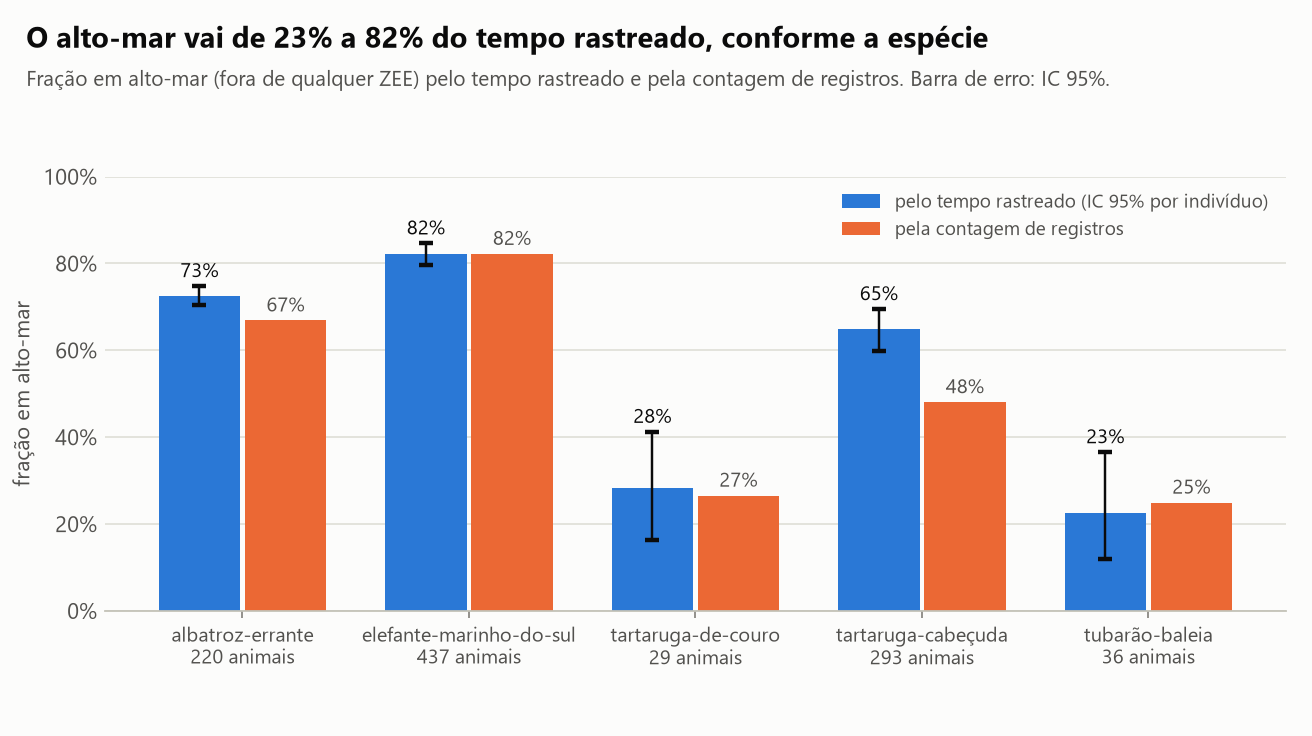 O alto-mar vai de 23% a 82% do tempo rastreado, conforme a espécie
Fração em alto-mar (fora de qualquer ZEE) pelo tempo rastreado e pela contagem de registros. Barra de erro: IC 95%.
pelo tempo rastreado (IC 95% por indivíduo)
pela contagem de registros
fração em alto-mar
100%
80%
60%
40%
20%
0%
73%
67%
82%
82%
28%
27%
65%
48%
23%
25%
albatroz-errante
220 animais
elefante-marinho-do-sul
437 animais
tartaruga-de-couro
29 animais
tartaruga-cabeçuda
293 animais
tubarão-baleia
36 animais